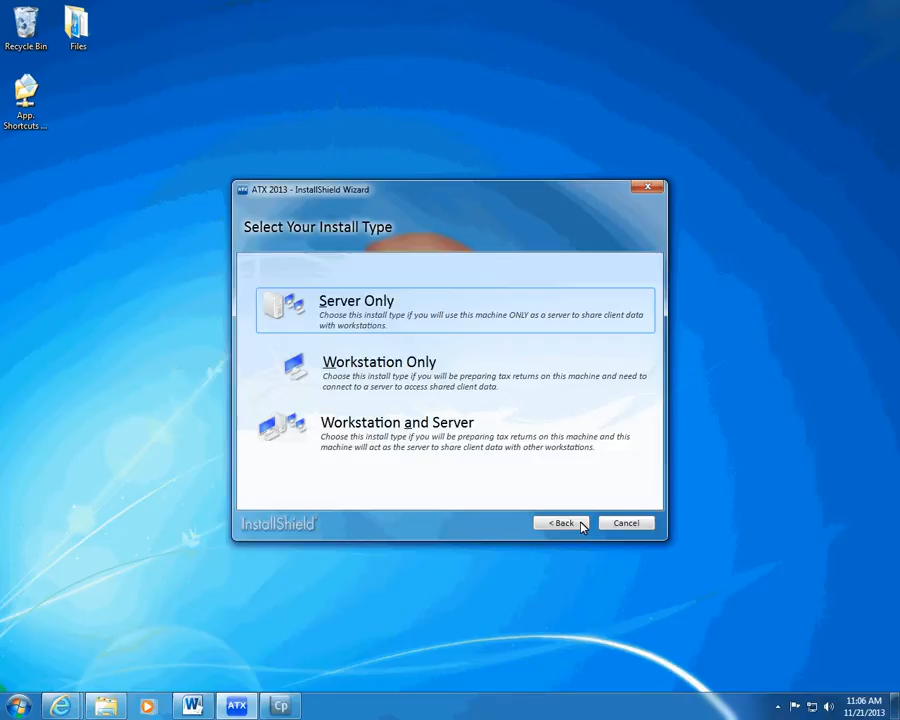 Recycle Bin
Files
App.
Shortcuts ...
ATX 2013 - InstallShield Wizard
Select Your Install Type
Server Only
Choose this install type if you will use this machine ONLY as a server to share client data
with workstations.
Workstation Only
Choose this install type if you will be preparing tax returns on this machine and need to
connect to a server to access shared client data.
Workstation and Server
Choose this install type if you will be preparing tax returns on this machine and this
machine will act as the server to share client data with other workstations.
InstallShield
< Back
Cancel
W
ATX
Cp
11:06 AM
11/21/2013